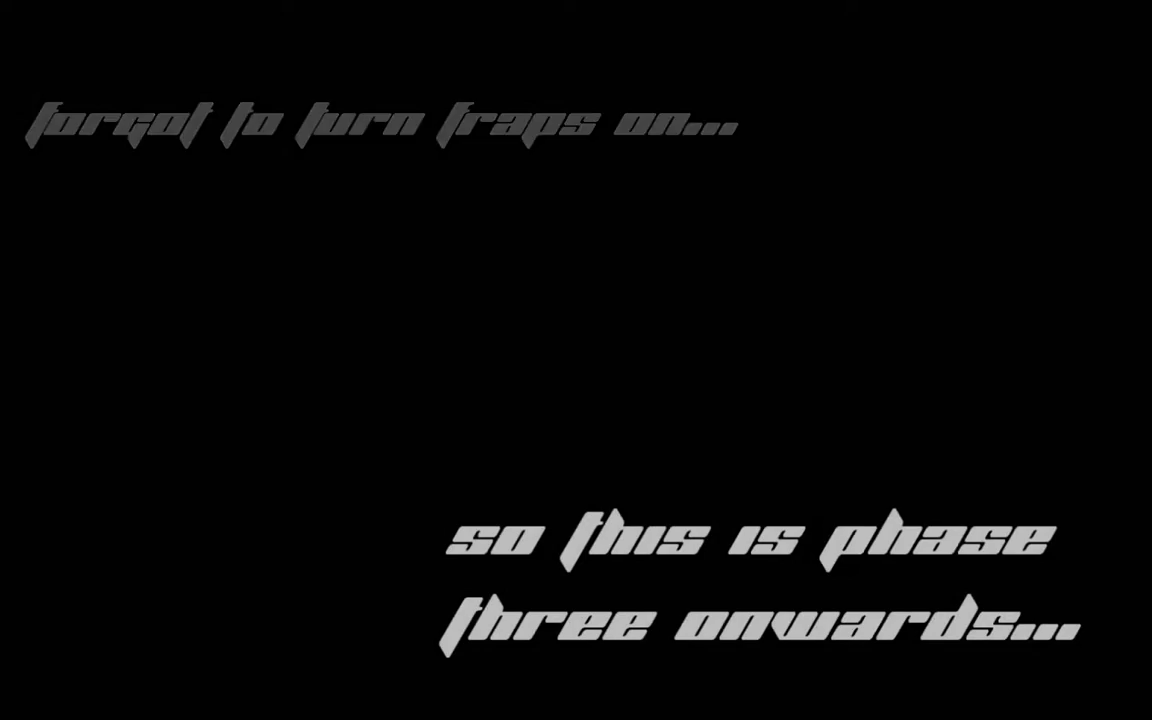 forgot to turn fraps on...
so this is phase
three onwards...